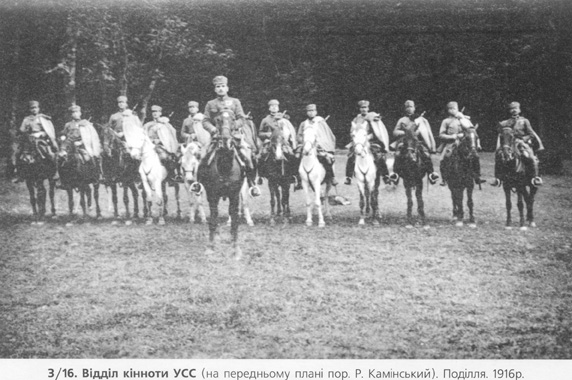 3/16. Відділ кінноти УСС (на передньому плані пор. Р. Камінський). Поділля. 1916р.